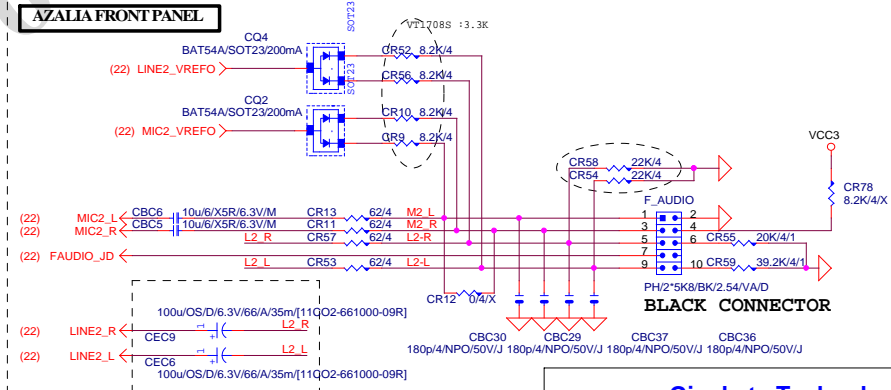 AZALIA FRONT PANEL
SOT23
VT1708S :3.3K
CQ4
BAT54A/SOT23/200mA
CR52 8.2K/4
(22) LINE2_VREFO
CR56 8.2K/4
SOT23
CQ2
BAT54A/SOT23/200mA
CR10 8.2K/4
(22) MIC2_VREFO
CR9 8.2K/4
VCC3
CR58 22K/4
CR54 22K/4
CR78
8.2K/4/X
F_AUDIO
(22) MIC2_L CBC6 10u/6/X5R/6.3V/M CR13 62/4 M2_L 1 2
(22) MIC2_R CBC5 10u/6/X5R/6.3V/M CR11 62/4 M2_R 3 4
L2_R CR57 62/4 L2-R 5 6 CR55 20K/4/1
(22) FAUDIO_JD 7
L2_L CR53 62/4 L2-L 9 10 CR59 39.2K/4/1
PH/2*5K8/BK/2.54/VA/D
CR12 0/4/X
BLACK CONNECTOR
100u/OS/D/6.3V/66/A/35m/[11CO2-661000-09R]
(22) LINE2_R 1 + L2_R
CEC9
(22) LINE2_L 1 + L2_L
CEC6
100u/OS/D/6.3V/66/A/35m/[11CO2-661000-09R]
CBC30 CBC29 CBC37 CBC36
180p/4/NPO/50V/J 180p/4/NPO/50V/J 180p/4/NPO/50V/J 180p/4/NPO/50V/J